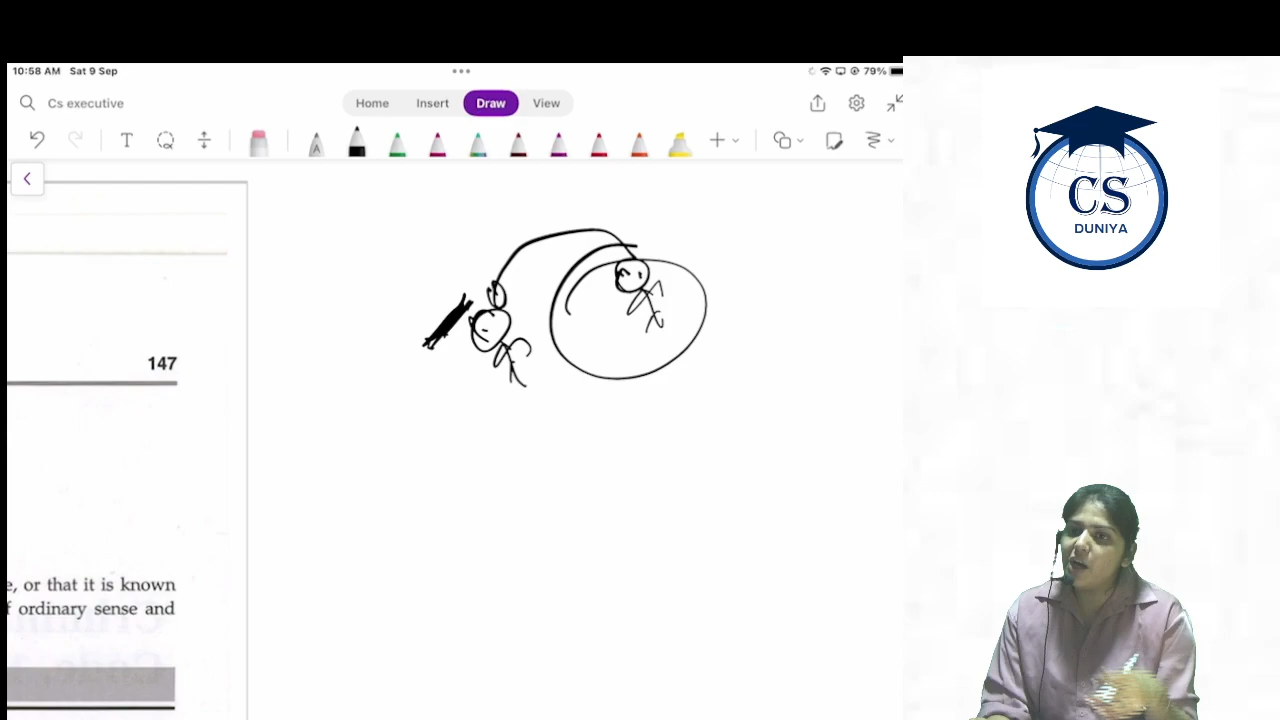 10:58 AM Sat 9 Sep
79%
Cs executive
Home Insert Draw View
T
A
CS
DUNIYA
147
or that it is known
ordinary sense and